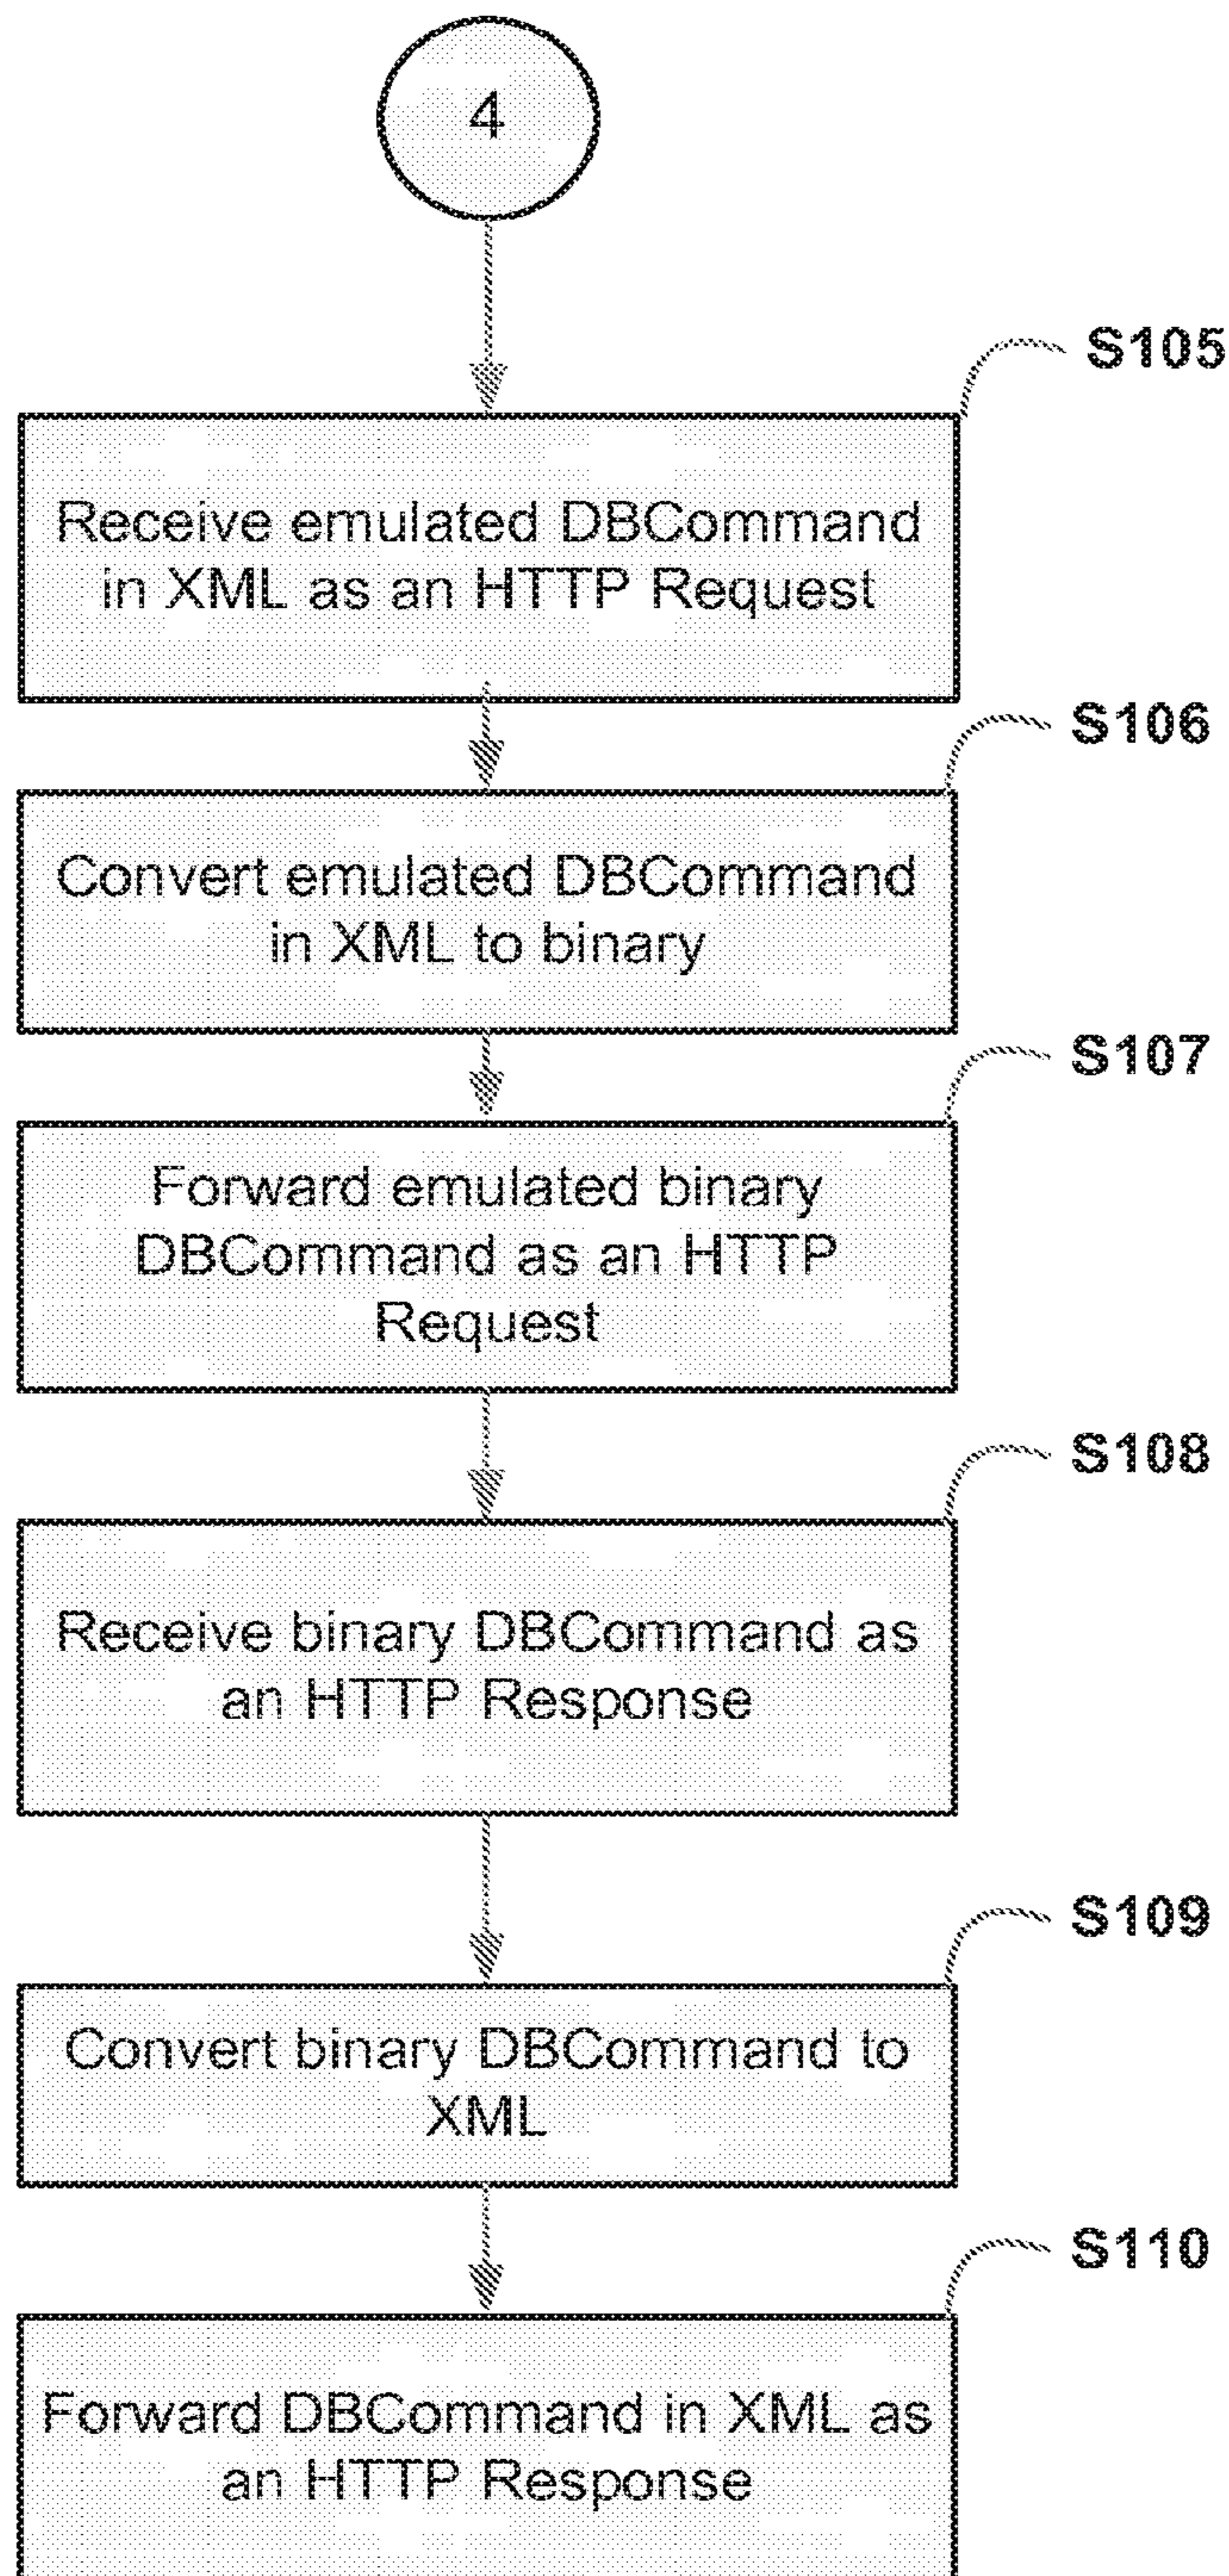 4
S105
Receive emulated DBCommand
in XML as an HTTP Request
S106
Convert emulated DBCommand
in XML to binary
S107
Forward emulated binary
DBCommand as an HTTP
Request
S108
Receive binary DBCommand as
an HTTP Response
S109
Convert binary DBCommand to
XML
S110
Forward DBCommand in XML as
an HTTP Response